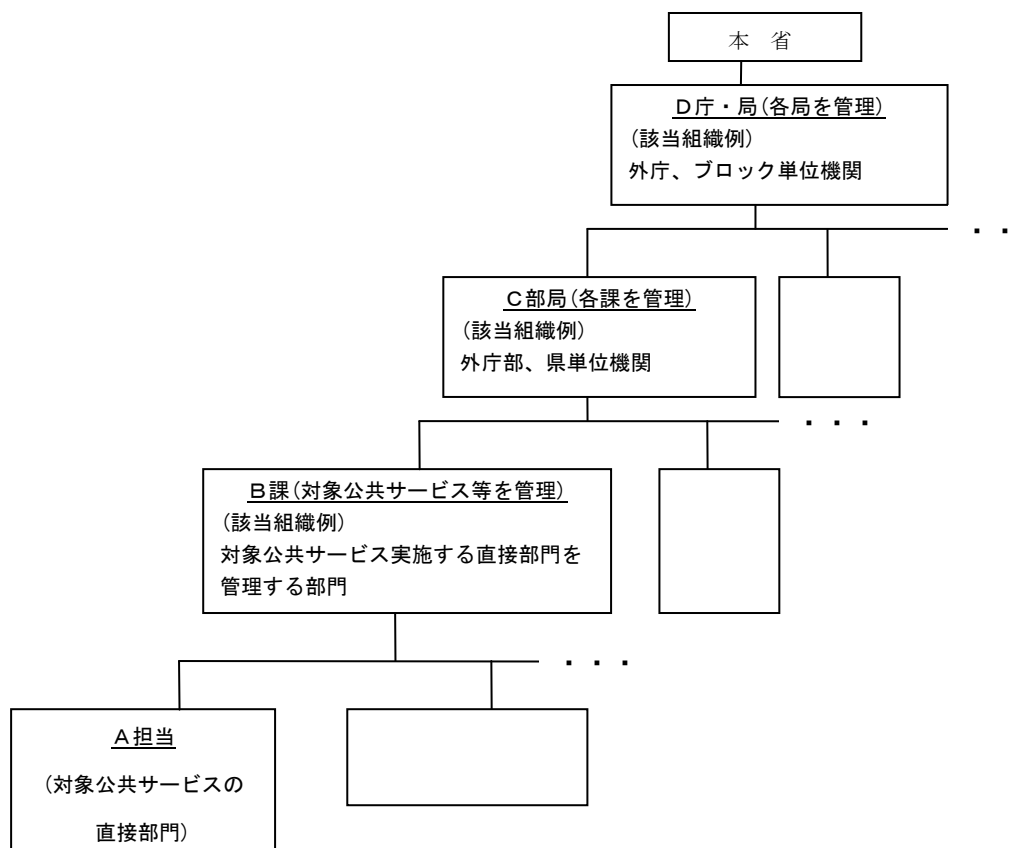 本　省
D庁・局(各局を管理)
(該当組織例)
外庁、ブロック単位機関
・・
C部局(各課を管理)
(該当組織例)
外庁部、県単位機関
・・・
B課(対象公共サービス等を管理)
(該当組織例)
対象公共サービス実施する直接部門を
管理する部門
・・・
A担当
(対象公共サービスの
直接部門)